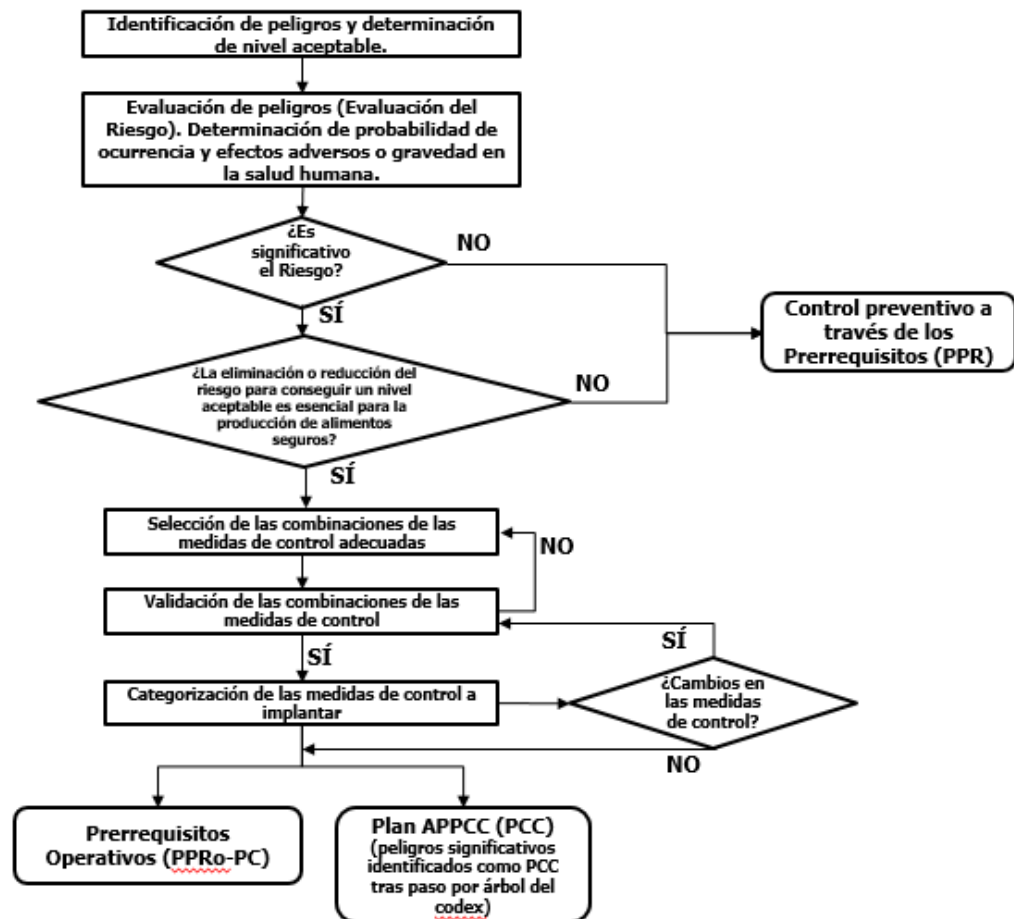 Identificación de peligros y determinación
de nivel aceptable.
Evaluación de peligros (Evaluación del
Riesgo). Determinación de probabilidad de
ocurrencia y efectos adversos o gravedad en
la salud humana.
¿Es
significativo
el Riesgo?
NO
SÍ
Control preventivo a
través de los
Prerrequisitos (PPR)
¿La eliminación o reducción del
riesgo para conseguir un nivel
aceptable es esencial para la
producción de alimentos
seguros?
NO
SÍ
Selección de las combinaciones de las
medidas de control adecuadas
NO
Validación de las combinaciones de las
medidas de control
SÍ
SÍ
Categorización de las medidas de control a
implantar
¿Cambios en
las medidas
de control?
NO
Prerrequisitos
Operativos (PPRo-PC)
Plan APPCC (PCC)
(peligros significativos
identificados como PCC
tras paso por árbol del
codex)